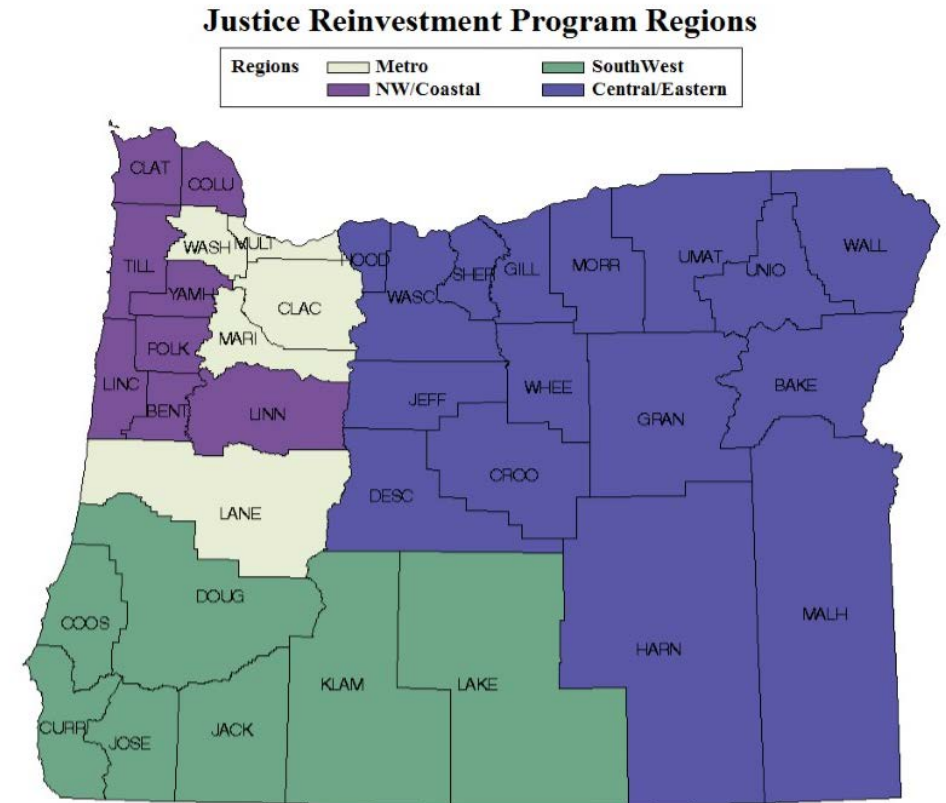 Justice Reinvestment Program Regions
Regions Metro SouthWest
NW/Coastal Central/Eastern
CLAT
COLU
WASH MULT
HOOD
TILL
YAMH
CLAC
MARI
POLK
LINC
BENT
LINN
WASC
SHER
GILL
MORR
UMAT
UNIO
WALL
JEFF
WHEE
GRAN
BAKE
CROO
DESC
LANE
DOUG
COOS
CURR
JOSE
JACK
KLAM
LAKE
HARN
MALH